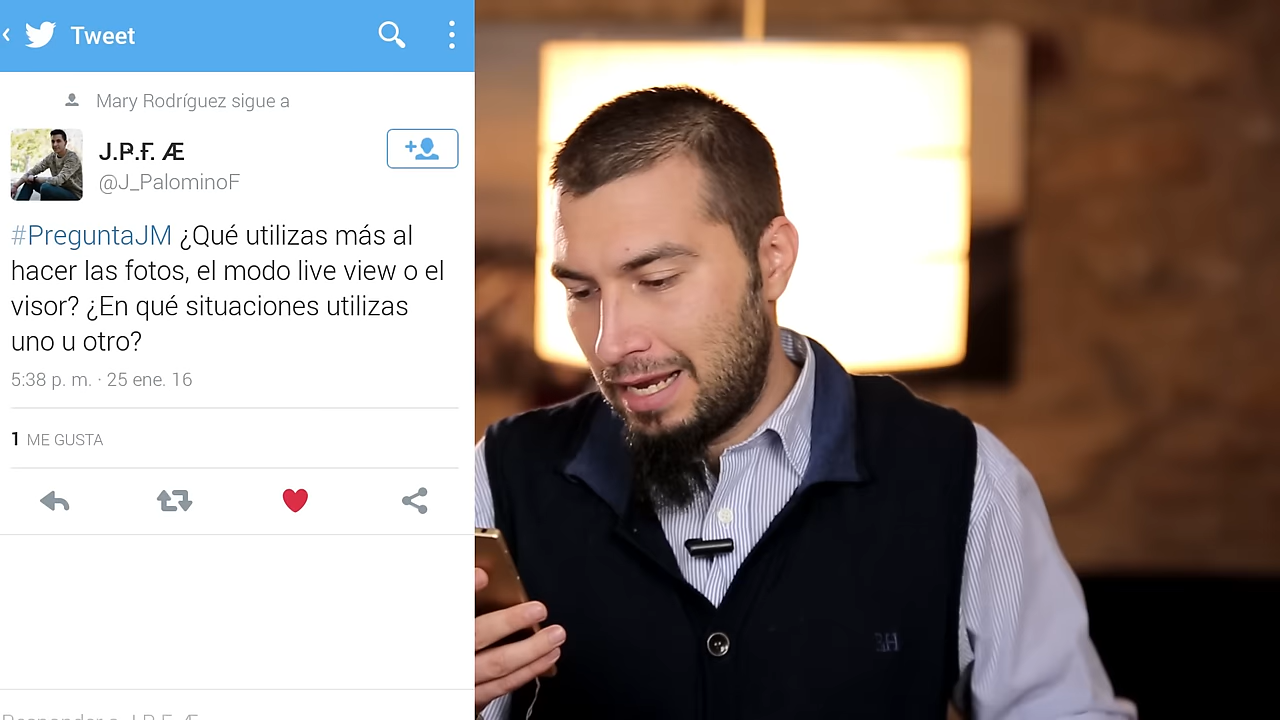 Tweet
Mary Rodríguez sigue a
J.P.F. Æ
@J_PalominoF
#PreguntaJM ¿Qué utilizas más al
hacer las fotos, el modo live view o el
visor? ¿En qué situaciones utilizas
uno u otro?
5:38 p. m. · 25 ene. 16
1 ME GUSTA
Responder a J.P.F. Æ